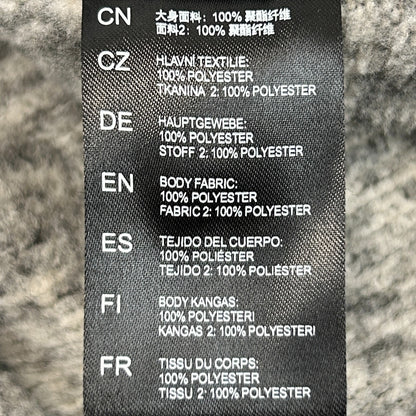 CN 大身面料: 100% 聚酯纤维
面料2: 100% 聚酯纤维
CZ HLAVNÍ TEXTILIE:
100% POLYESTER
TKANINA 2: 100% POLYESTER
DE HAUPTGEWEBE:
100% POLYESTER
STOFF 2: 100% POLYESTER
EN BODY FABRIC:
100% POLYESTER
FABRIC 2: 100% POLYESTER
ES TEJIDO DEL CUERPO:
100% POLIÉSTER
TEJIDO 2: 100% POLIÉSTER
FI BODY KANGAS:
100% POLYESTERI
KANGAS 2: 100% POLYESTERI
FR TISSU DU CORPS:
100% POLYESTER
TISSU 2: 100% POLYESTER